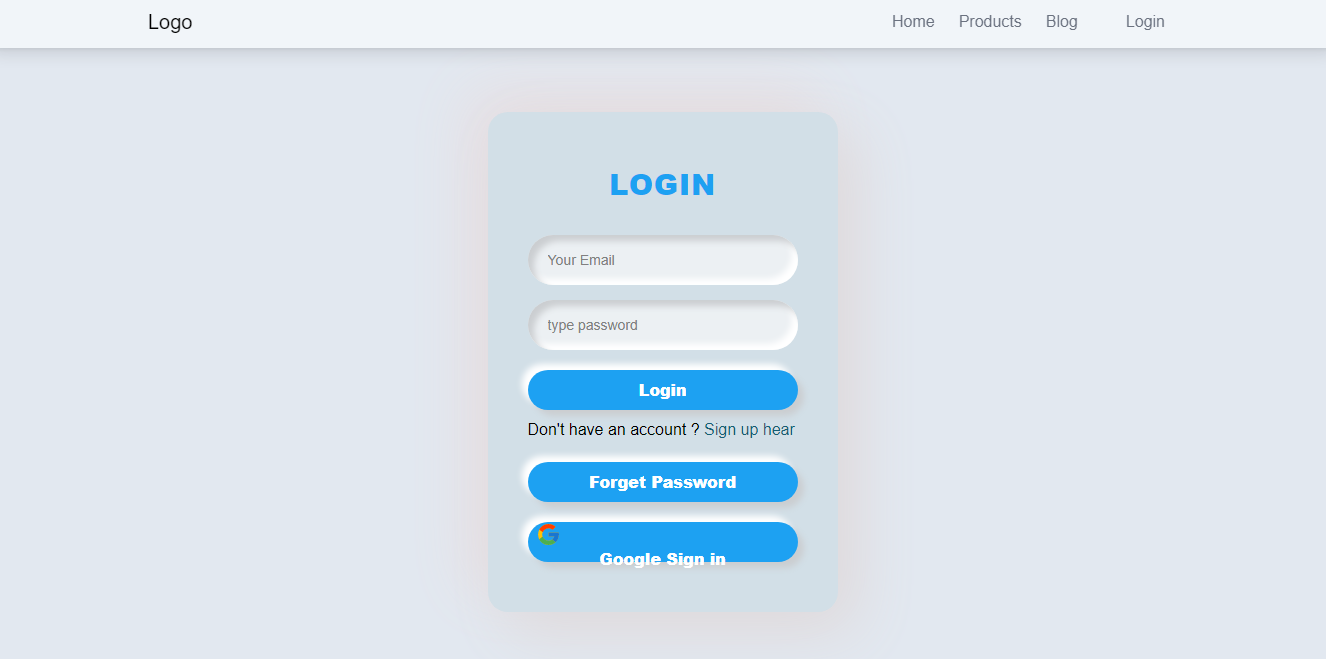 Logo Home Products Blog Login
LOGIN
Your Email
type password
Login
Don't have an account ? Sign up hear
Forget Password
Google Sign in